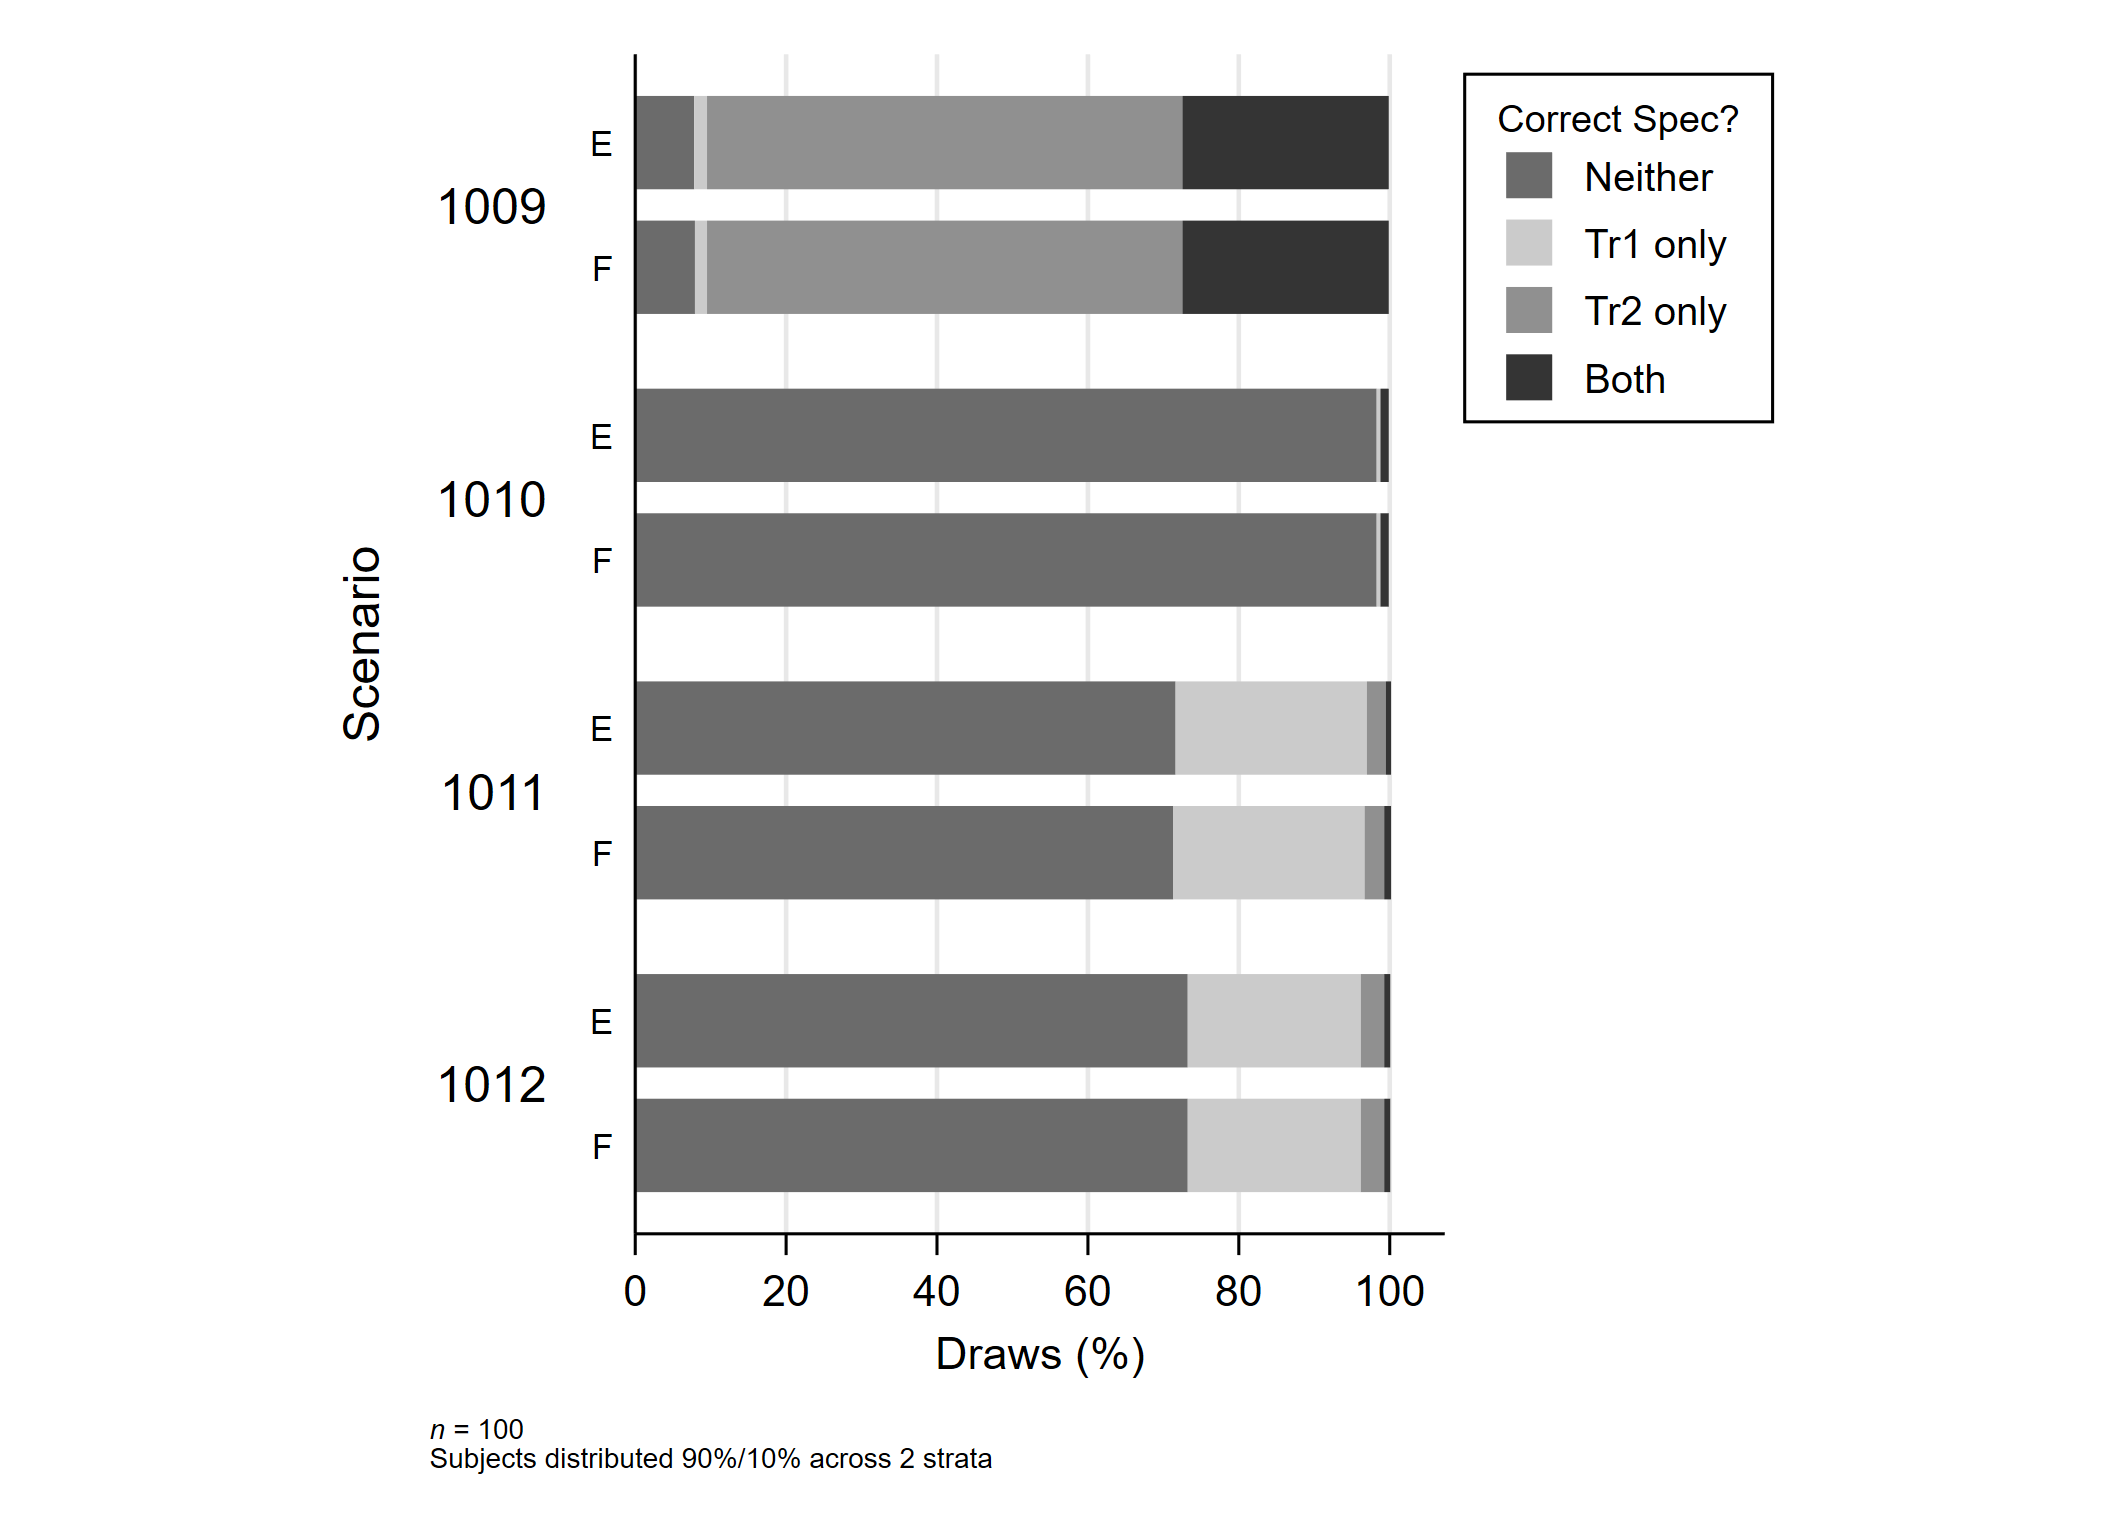 Correct Spec?
Neither
Tr1 only
Tr2 only
Both
Scenario
1009
E
F
1010
E
F
1011
E
F
1012
E
F
0 20 40 60 80 100
Draws (%)
n = 100
Subjects distributed 90%/10% across 2 strata